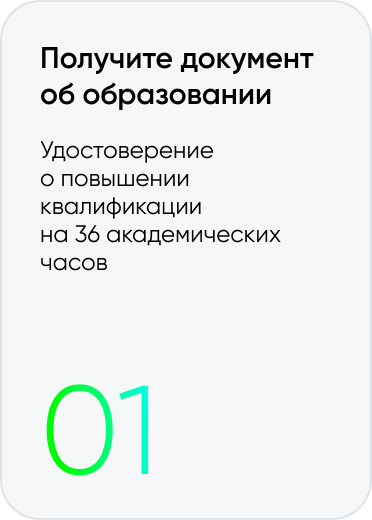 Получите документ
об образовании
Удостоверение
о повышении
квалификации
на 36 академических
часов
01